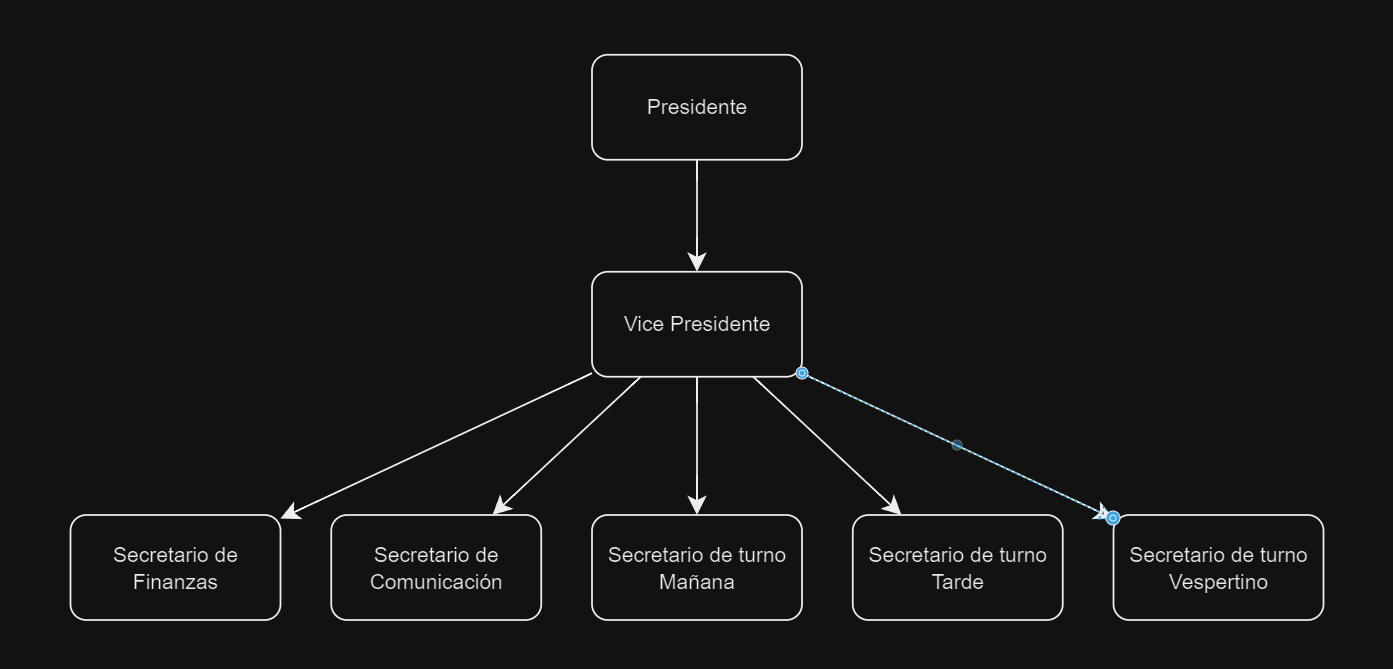 Presidente
Vice Presidente
Secretario de
Finanzas
Secretario de
Comunicación
Secretario de turno
Mañana
Secretario de turno
Tarde
Secretario de turno
Vespertino